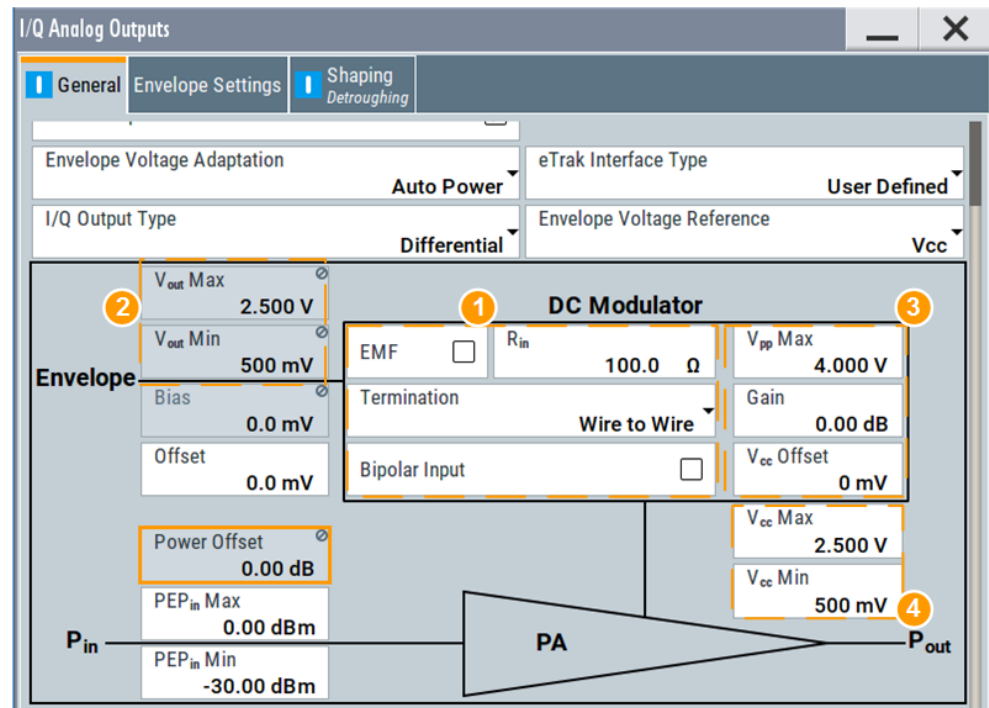 I/Q Analog Outputs
General
Envelope Settings
Shaping
Detroughing
Envelope Voltage Adaptation
Auto Power
eTrak Interface Type
User Defined
I/Q Output Type
Differential
Envelope Voltage Reference
Vcc
2
Vout Max
2.500 V
1
DC Modulator
3
Vout Min
500 mV
EMF
Rin
100.0 Ω
Vpp Max
4.000 V
Envelope
Bias
0.0 mV
Termination
Wire to Wire
Gain
0.00 dB
Offset
0.0 mV
Bipolar Input
Vcc Offset
0 mV
Power Offset
0.00 dB
Vcc Max
2.500 V
PEPin Max
0.00 dBm
Vcc Min
500 mV
4
Pin
PA
Pout
PEPin Min
-30.00 dBm